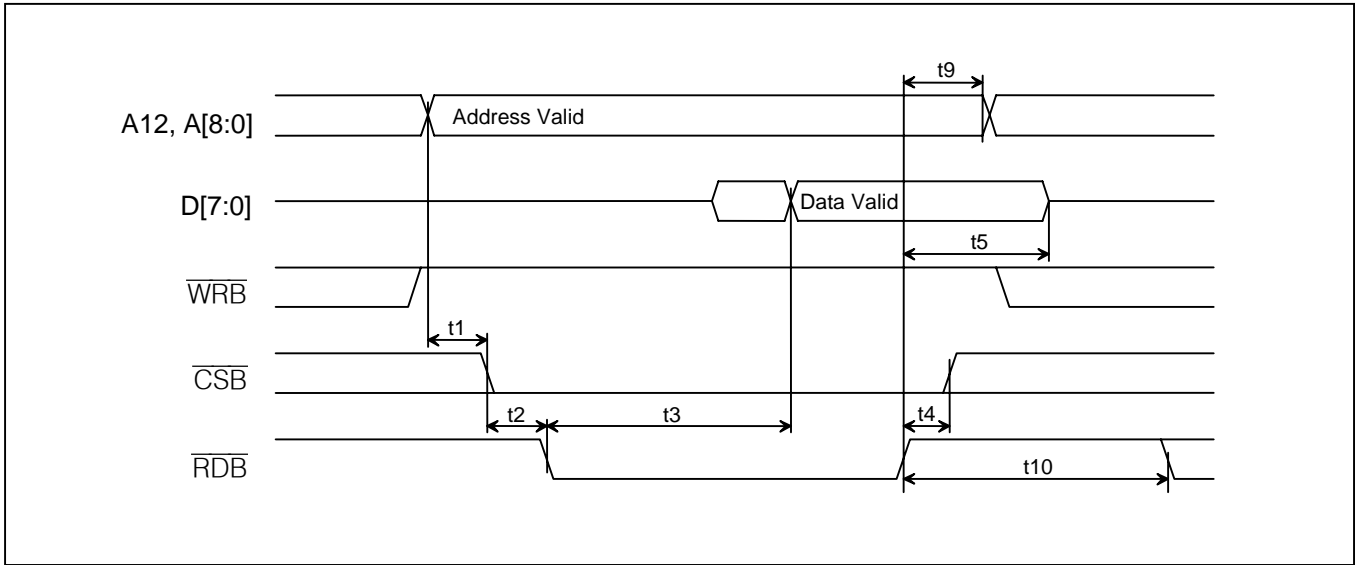 t9
A12, A[8:0]
Address Valid
D[7:0]
Data Valid
t5
WRB
t1
CSB
t2
t3
t4
RDB
t10